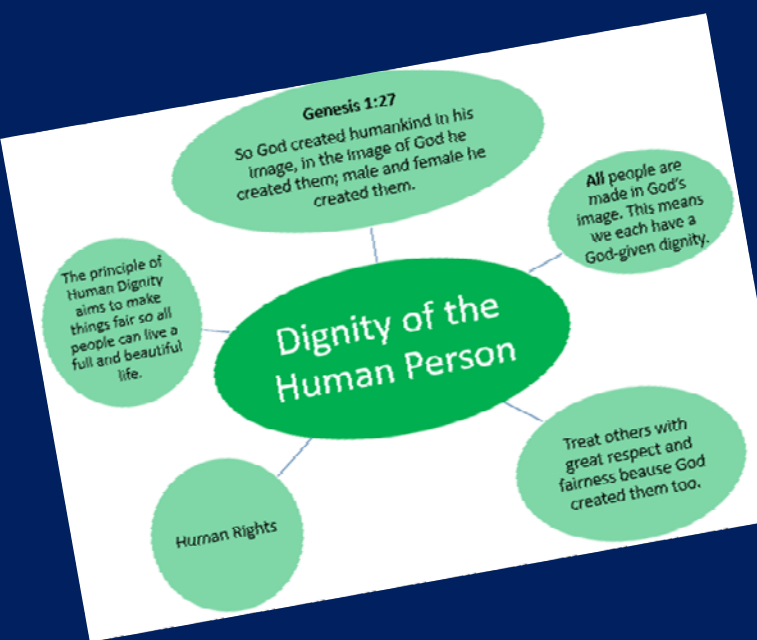 Genesis 1:27
So God created humankind in his
image, in the image of God he
created them; male and female he
created them.
All people are
made in God's
image. This means
we each have a
God-given dignity.
The principle of
Human Dignity
aims to make
things fair so all
people can live a
full and beautiful
life.
Dignity of the
Human Person
Treat others with
great respect and
fairness beause God
created them too.
Human Rights